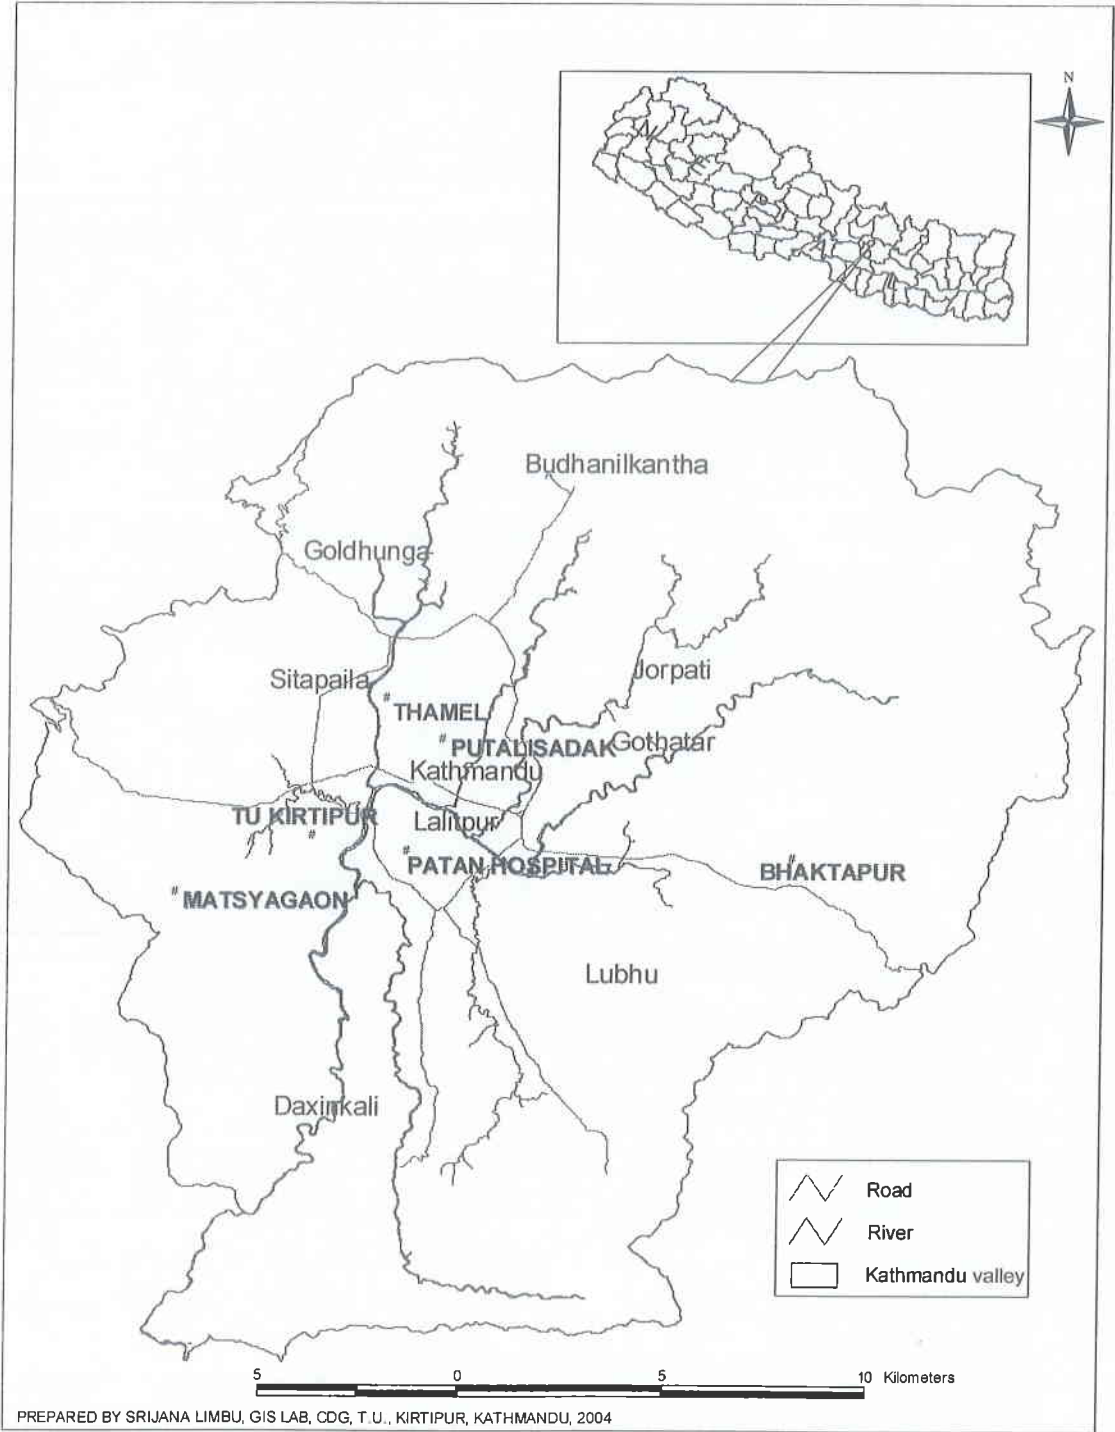 N
Budhanilkantha
Goldhunga
Jorpati
Sitapaila
# THAMEL
# PUTALISADAK
Gothatar
Kathmandu
TU KIRTIPUR
#
Lalitpur
# PATAN HOSPITAL
# BHAKTAPUR
# MATSYAGAON
Lubhu
Daxinkali
Road
River
Kathmandu valley
5 0 5 10 Kilometers
PREPARED BY SRIJANA LIMBU, GIS LAB, CDG, T.U., KIRTIPUR, KATHMANDU, 2004